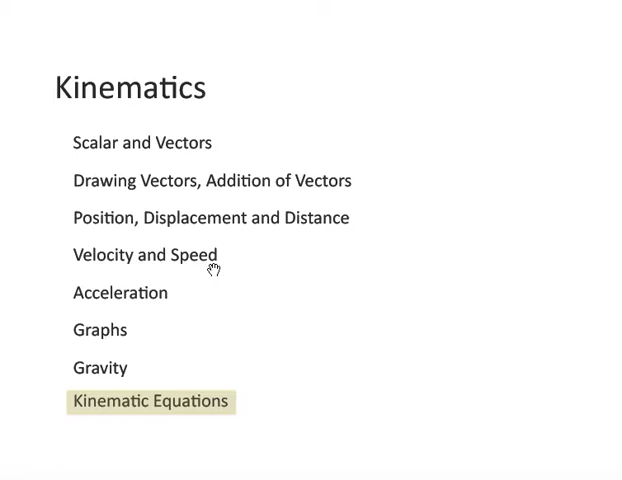 Kinematics
Scalar and Vectors
Drawing Vectors, Addition of Vectors
Position, Displacement and Distance
Velocity and Speed
Acceleration
Graphs
Gravity
Kinematic Equations